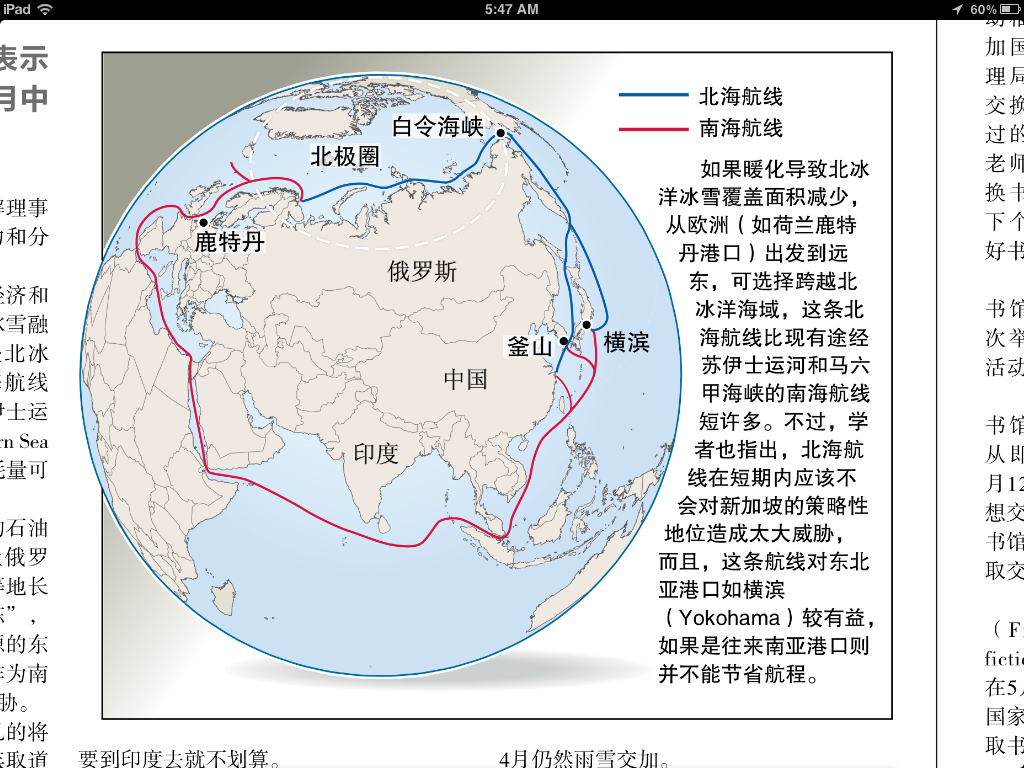 iPad
5:47 AM
60%
表示
月中
解理事
力和分
经济和
冰雪融
北冰
航线
伊士运
rn Sea
耗量可
的石油
俄罗
等地长
东”，
源的东
作为南
胁。
的将
取道
北海航线
南海航线
白令海峡
北极圈
鹿特丹
俄罗斯
釜山
横滨
中国
印度
如果暖化导致北冰
洋冰雪覆盖面积减少，
从欧洲（如荷兰鹿特
丹港口）出发到远
东，可选择跨越北
冰洋海域，这条北
海航线比现有途经
苏伊士运河和马六
甲海峡的南海航线
短许多。不过，学
者也指出，北海航
线在短期内应该不
会对新加坡的策略性
地位造成太大威胁，
而且，这条航线对东北
亚港口如横滨
（Yokohama）较有益，
如果是往来南亚港口则
并不能节省航程。
要到印度去就不划算。
4月仍然雨雪交加。
加国
理局
交换
过的
老师
换书
下个
好书
书馆
次举
活动
书馆
从即
月12
想交
书馆
取交
（F
fictio
在5
国家
取书